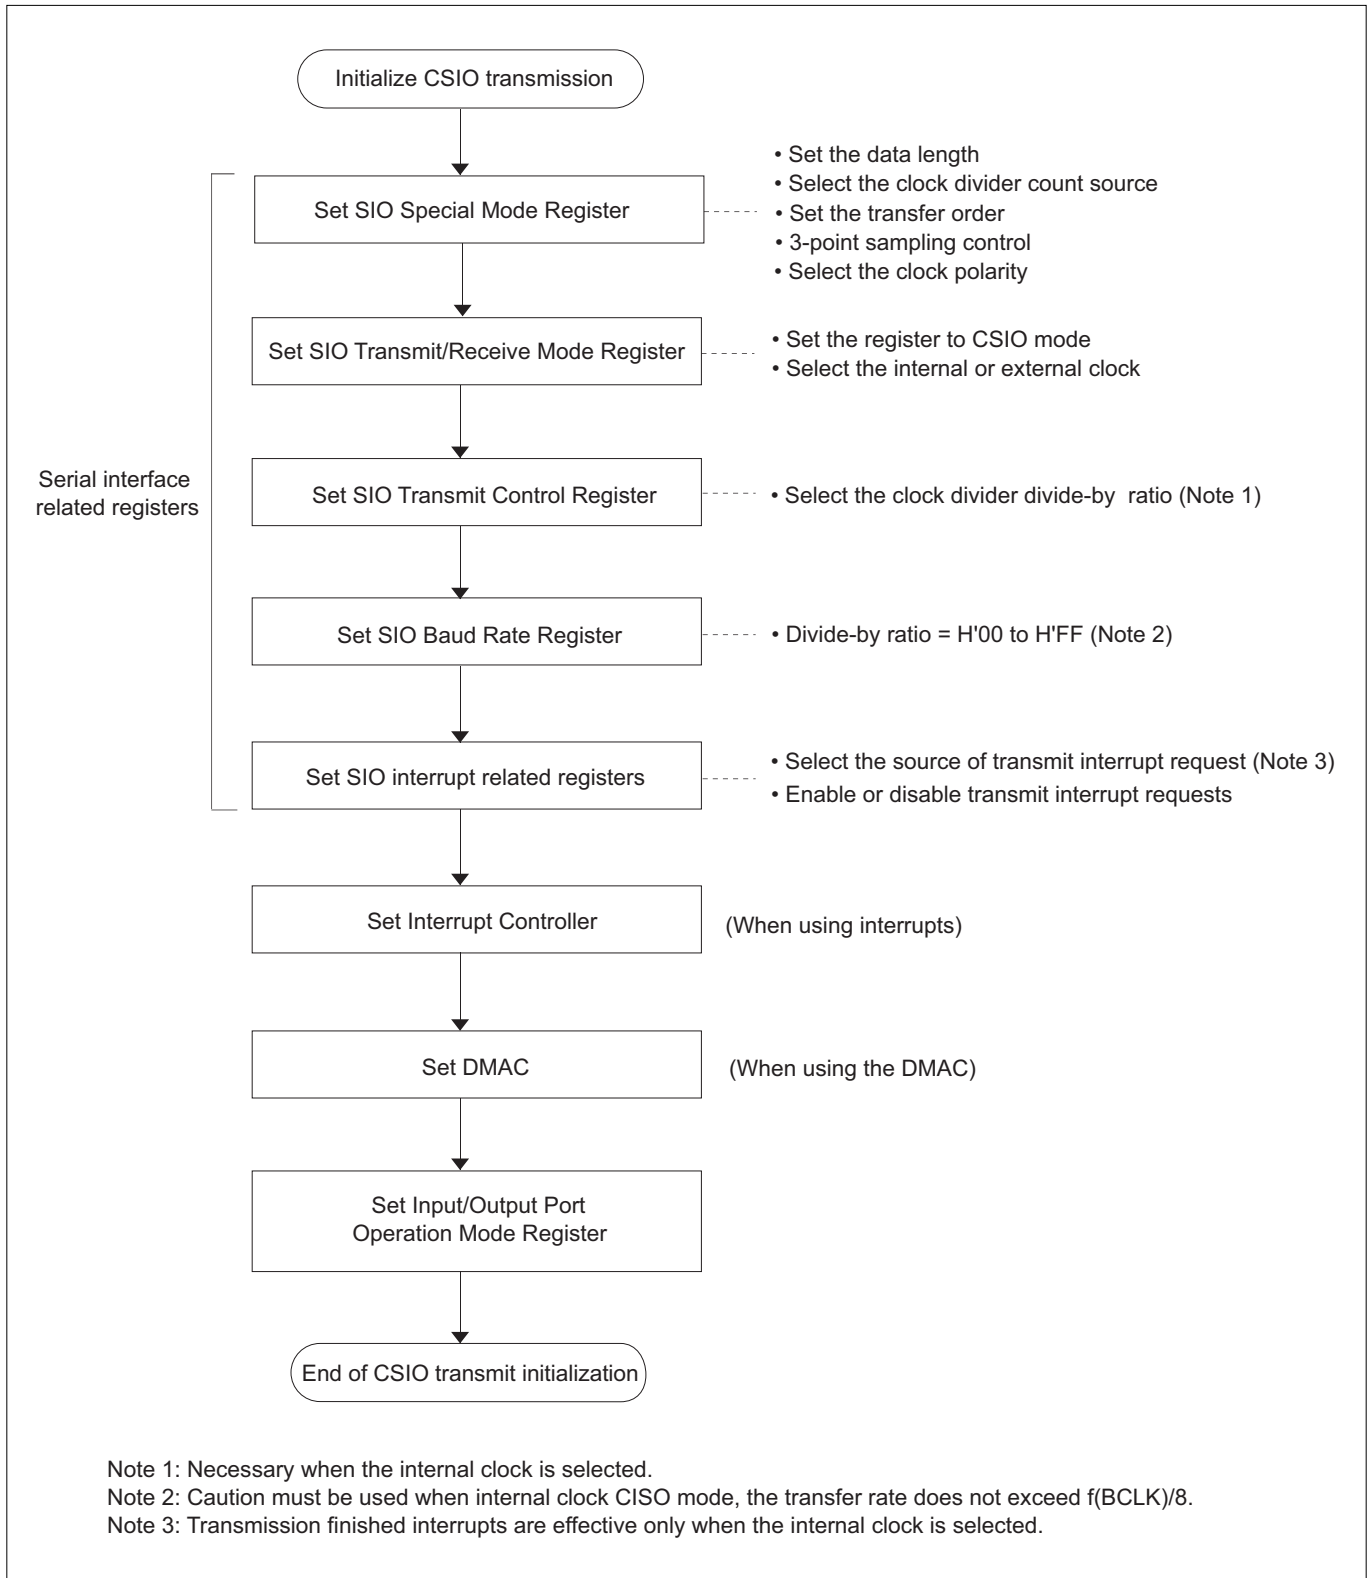 Initialize CSIO transmission
Set SIO Special Mode Register
• Set the data length
• Select the clock divider count source
• Set the transfer order
• 3-point sampling control
• Select the clock polarity
Set SIO Transmit/Receive Mode Register
• Set the register to CSIO mode
• Select the internal or external clock
Serial interface
related registers
Set SIO Transmit Control Register
• Select the clock divider divide-by ratio (Note 1)
Set SIO Baud Rate Register
• Divide-by ratio = H'00 to H'FF (Note 2)
Set SIO interrupt related registers
• Select the source of transmit interrupt request (Note 3)
• Enable or disable transmit interrupt requests
Set Interrupt Controller
(When using interrupts)
Set DMAC
(When using the DMAC)
Set Input/Output Port
Operation Mode Register
End of CSIO transmit initialization
Note 1: Necessary when the internal clock is selected.
Note 2: Caution must be used when internal clock CISO mode, the transfer rate does not exceed f(BCLK)/8.
Note 3: Transmission finished interrupts are effective only when the internal clock is selected.